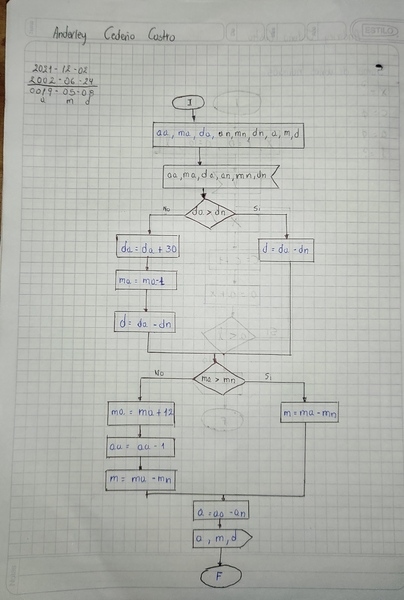 Anderley Cedeño Castro
ESTILO
2021-12-02
2002-06-24
0019-05-08
a m d
I
aa, ma, da, an, mn, dn, a, m, d
aa, ma, da, an, mn, dn
da > dn
No
Si
da = da + 30
d = da - dn
ma = ma-1
d = da - dn
ma > mn
No
Si
ma = ma + 12
m = ma - mn
aa = aa - 1
m = ma - mn
a = aa - an
a, m, d
F